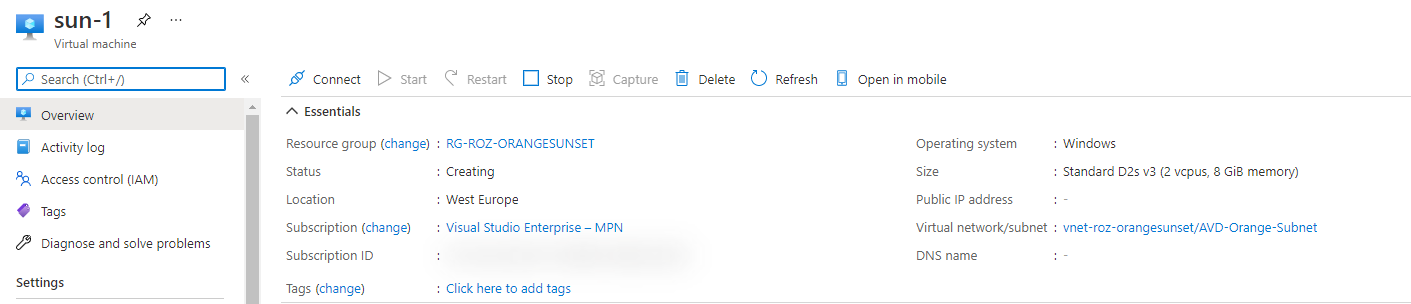 sun-1
Virtual machine
Search (Ctrl+/)
Connect Start Restart Stop Capture Delete Refresh Open in mobile
Overview
Activity log
Access control (IAM)
Tags
Diagnose and solve problems
Settings
Essentials
Resource group (change) : RG-ROZ-ORANGESUNSET
Status : Creating
Location : West Europe
Subscription (change) : Visual Studio Enterprise – MPN
Subscription ID :
Tags (change) : Click here to add tags
Operating system : Windows
Size : Standard D2s v3 (2 vcpus, 8 GiB memory)
Public IP address : -
Virtual network/subnet : vnet-roz-orangesunset/AVD-Orange-Subnet
DNS name : -